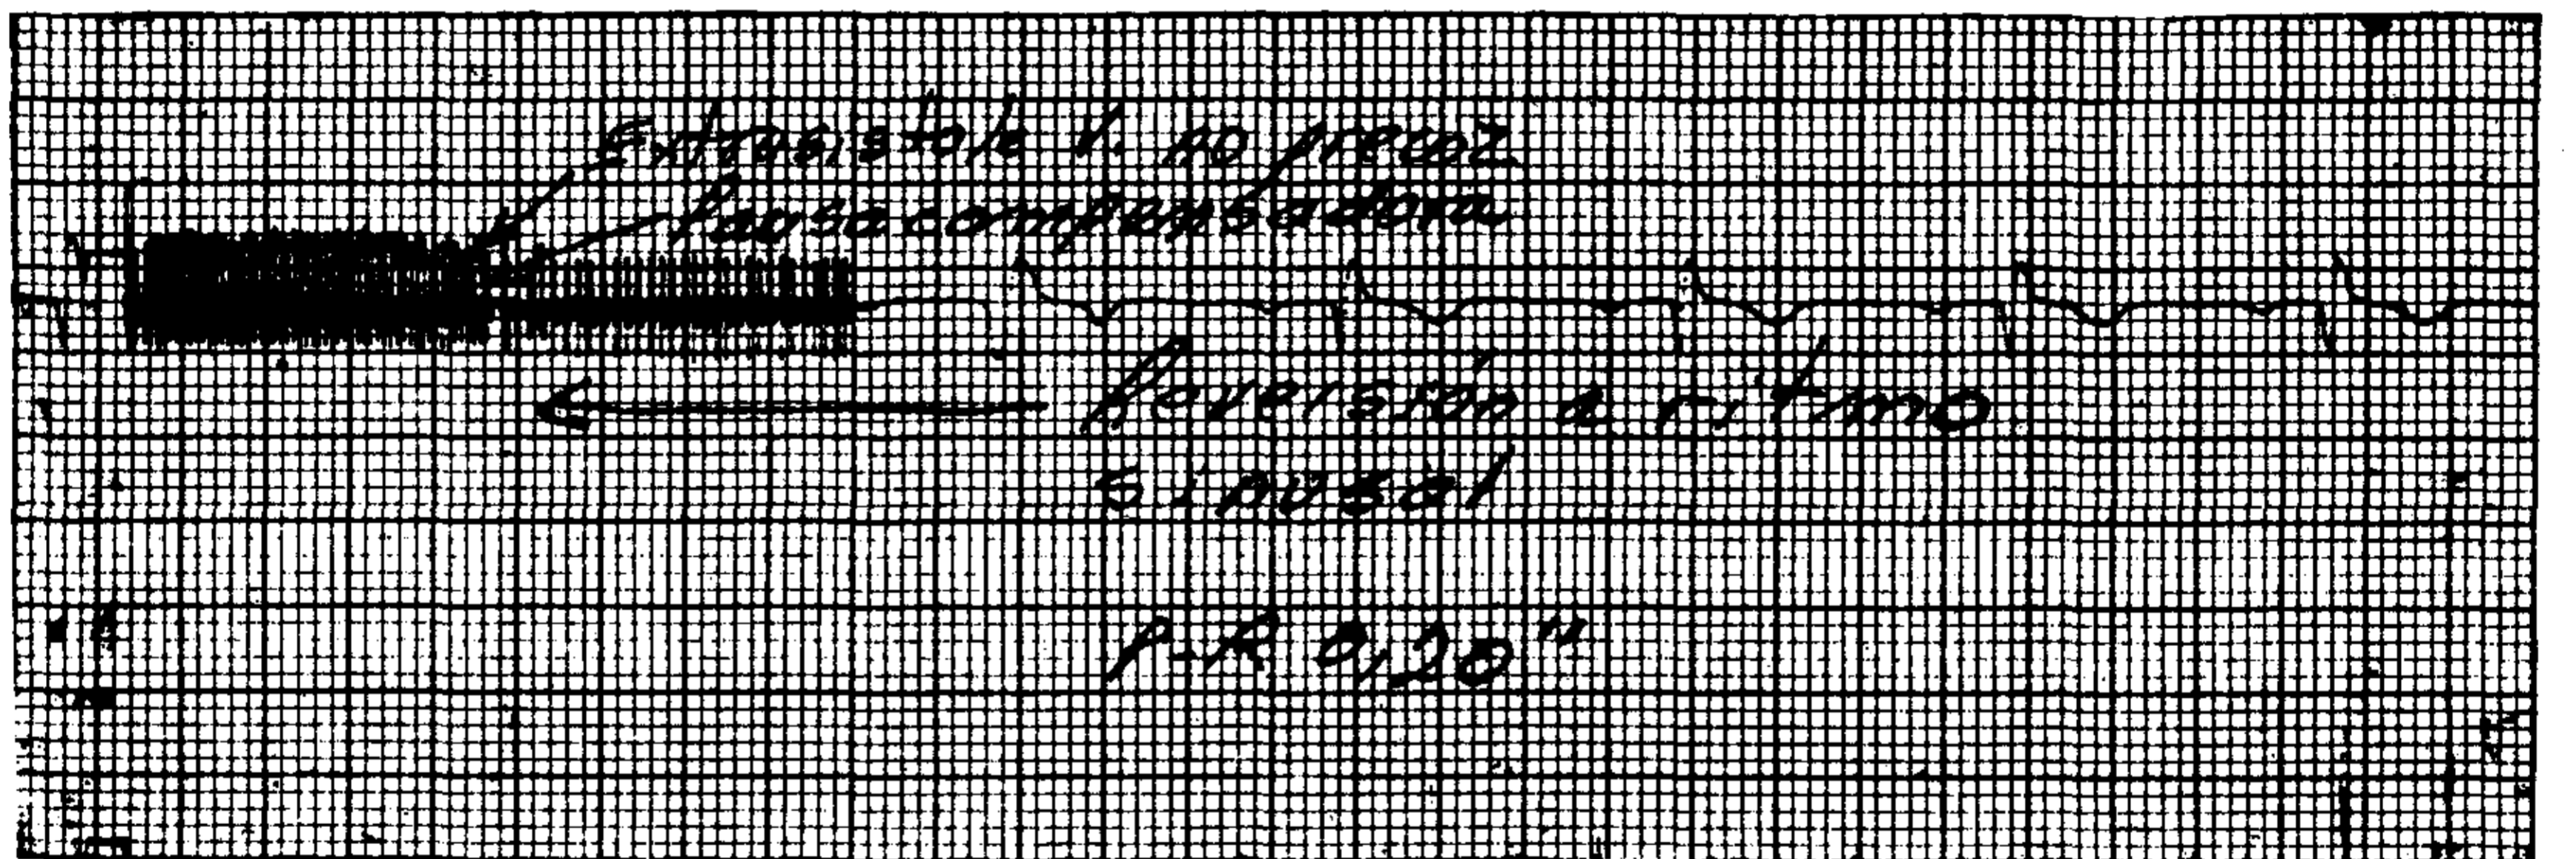 Extrasistole V. no precoz
Pausa compensadora
Reversión a ritmo
sinusal
P-R 0,20"